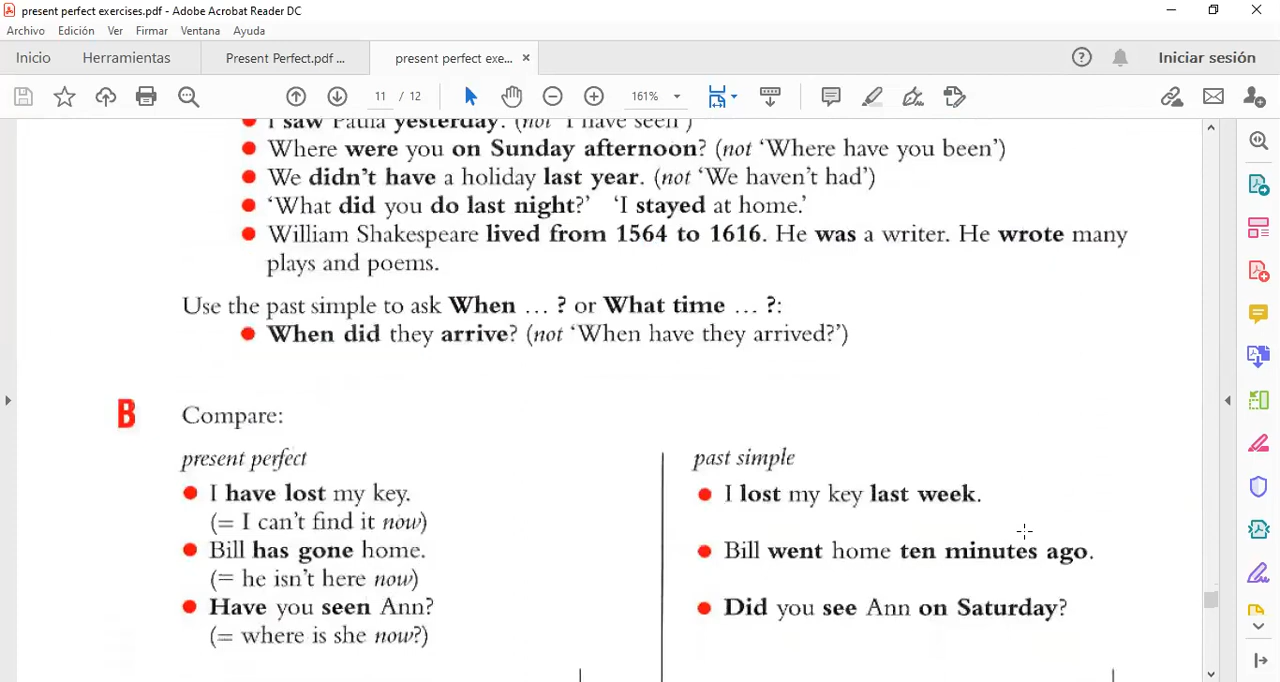 present perfect exercises.pdf - Adobe Acrobat Reader DC
Archivo Edición Ver Firmar Ventana Ayuda
Inicio Herramientas Present Perfect.pdf ... present perfect exe... ×
Iniciar sesión
11 / 12 161%
• I saw Paula yesterday. (not 'I have seen')
• Where were you on Sunday afternoon? (not 'Where have you been')
• We didn't have a holiday last year. (not 'We haven't had')
• 'What did you do last night?' 'I stayed at home.'
• William Shakespeare lived from 1564 to 1616. He was a writer. He wrote many
plays and poems.
Use the past simple to ask When ... ? or What time ... ?:
• When did they arrive? (not 'When have they arrived?')
B Compare:
present perfect
• I have lost my key.
(= I can't find it now)
• Bill has gone home.
(= he isn't here now)
• Have you seen Ann?
(= where is she now?)
past simple
• I lost my key last week.
• Bill went home ten minutes ago.
• Did you see Ann on Saturday?